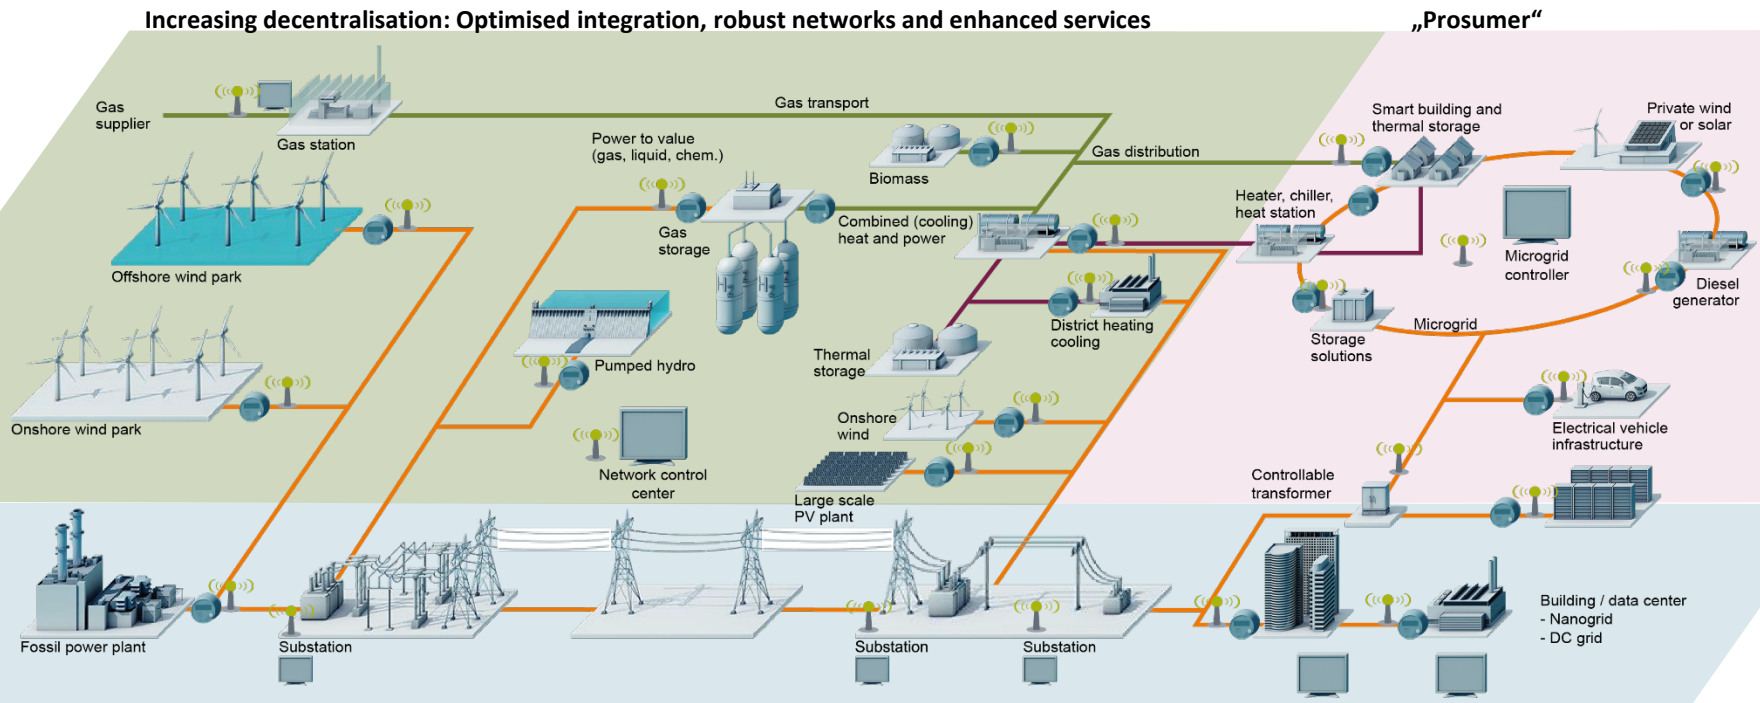 Increasing decentralisation: Optimised integration, robust networks and enhanced services
„Prosumer“
Gas
supplier
Gas station
Gas transport
Power to value
(gas, liquid, chem.)
Biomass
Gas distribution
Smart building and
thermal storage
Private wind
or solar
Offshore wind park
Gas
storage
H2
H2
Combined (cooling)
heat and power
Heater, chiller,
heat station
Microgrid
controller
Diesel
generator
Onshore wind park
Pumped hydro
District heating
cooling
Thermal
storage
Storage
solutions
Microgrid
Network control
center
Onshore
wind
Large scale
PV plant
Electrical vehicle
infrastructure
Controllable
transformer
Fossil power plant
Substation
Substation
Substation
Building / data center
- Nanogrid
- DC grid